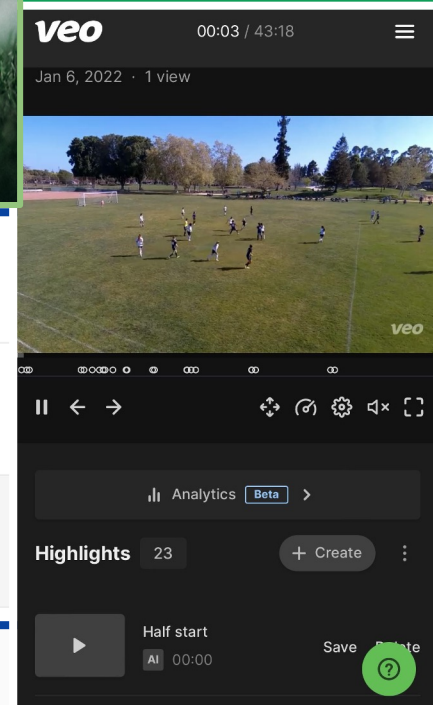 veo
00:03 / 43:18
Jan 6, 2022 · 1 view
veo
Analytics Beta
Highlights 23 + Create
Half start
Save
AI 00:00